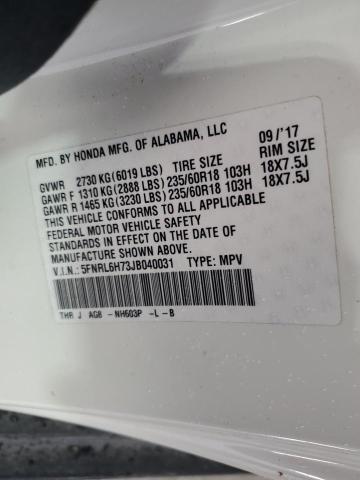 MFD. BY HONDA MFG. OF ALABAMA, LLC 09/'17
GVWR 2730 KG (6019 LBS) TIRE SIZE RIM SIZE
GAWR F 1310 KG (2888 LBS) 235/60R18 103H 18X7.5J
GAWR R 1465 KG (3230 LBS) 235/60R18 103H 18X7.5J
THIS VEHICLE CONFORMS TO ALL APPLICABLE
FEDERAL MOTOR VEHICLE SAFETY
STANDARDS IN EFFECT ON THE DATE OF
MANUFACTURE SHOWN ABOVE.
V.I.N: 5FNRL6H73JB040031 TYPE: MPV
THR J AGB -NH603P -L -B